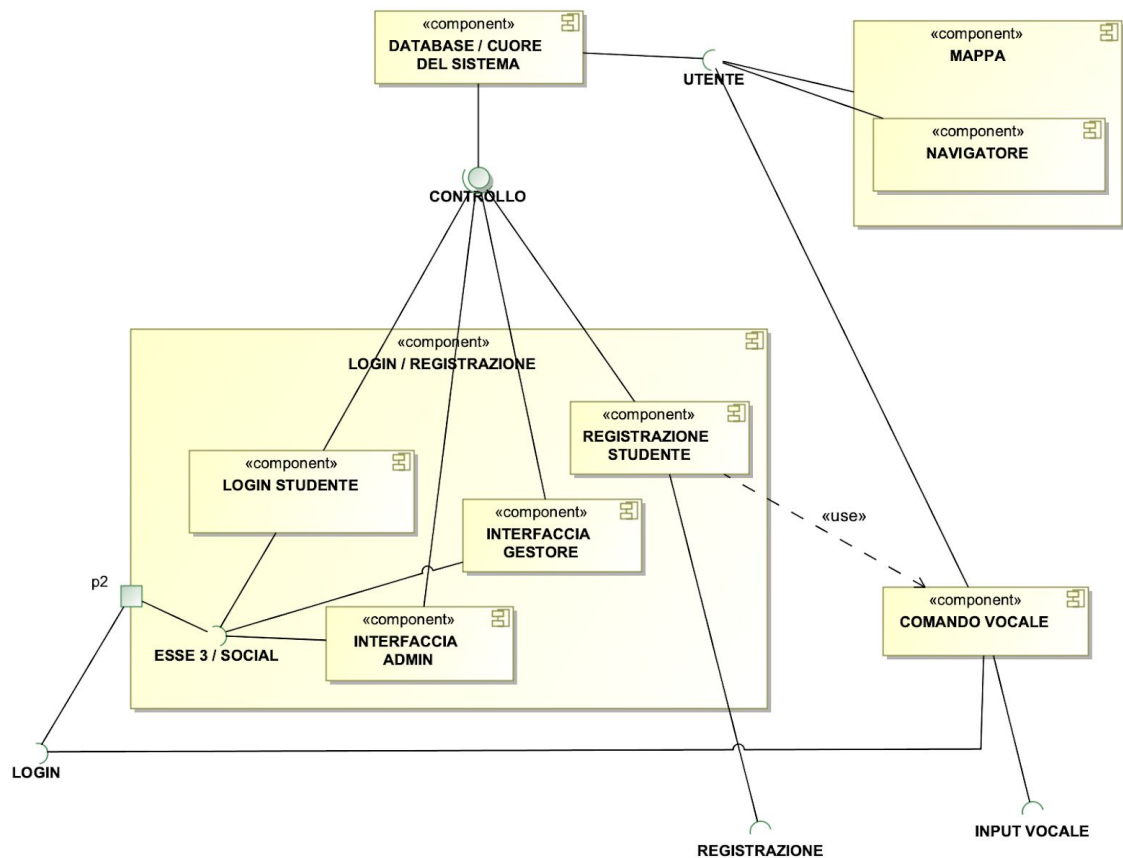 «component»
DATABASE / CUORE
DEL SISTEMA
«component»
MAPPA
UTENTE
«component»
NAVIGATORE
CONTROLLO
«component»
LOGIN / REGISTRAZIONE
«component»
REGISTRAZIONE
STUDENTE
«component»
LOGIN STUDENTE
«component»
INTERFACCIA
GESTORE
«use»
p2
«component»
INTERFACCIA
ADMIN
ESSE 3 / SOCIAL
«component»
COMANDO VOCALE
LOGIN
INPUT VOCALE
REGISTRAZIONE